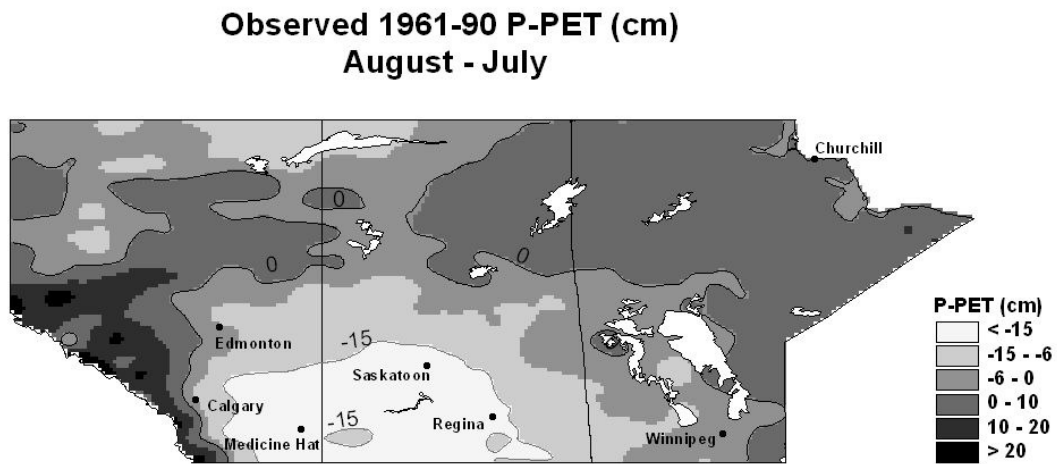 Observed 1961-90 P-PET (cm)
August - July
Churchill
0
0
0
P-PET (cm)
< -15
-15 - -6
-6 - 0
0 - 10
10 - 20
> 20
Edmonton
-15
Saskatoon
Calgary
-15
Regina
Medicine Hat
Winnipeg